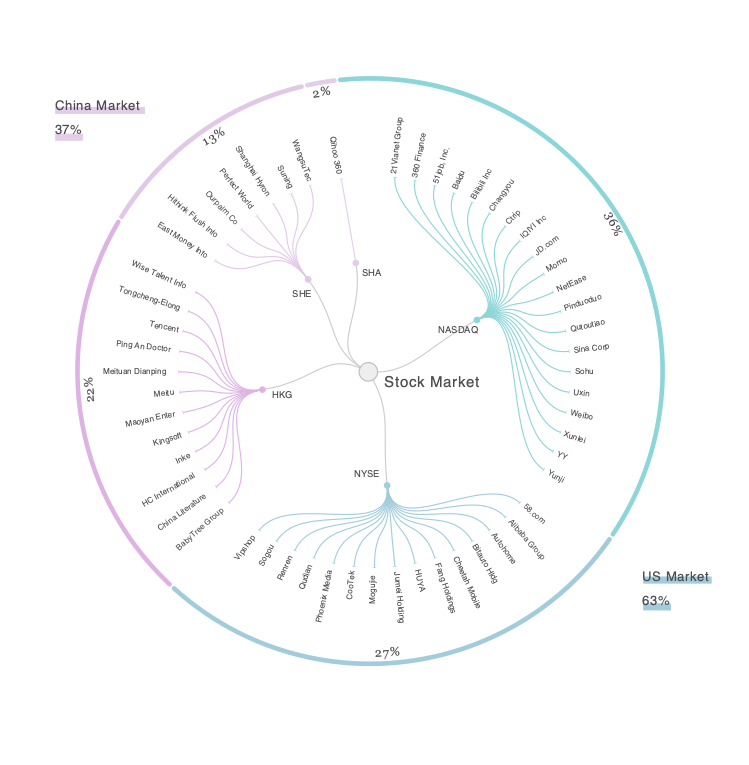 China Market
37%
2%
13%
36%
22%
27%
US Market
63%
Stock Market
SHA
Qihoo 360
SHE
WangsuTec
Suning
Shanghai Hyron
Perfect World
Ourpalm Co
Hithink Flush Info
East Money Info
HKG
Wise Talent Info
Tongcheng-Elong
Tencent
Ping An Doctor
Meituan Dianping
Meitu
Maoyan Enter
Kingsoft
Inke
HC International
China Literature
BabyTree Group
NASDAQ
21Vianet Group
360 Finance
51job, Inc.
Baidu
Bilibili Inc
Changyou
Ctrip
IQIYI Inc
JD.com
Momo
NetEase
Pinduoduo
Qutoutiao
Sina Corp
Sohu
Uxin
Weibo
Xunlei
YY
Yunji
NYSE
58.com
Alibaba Group
Autohome
Bitauto Hldg
Cheetah Mobile
Fang Holdings
HUYA
Jumei Holding
Mogujie
CooTek
Phoenix Media
Qudian
Renren
Sogou
Vipshop